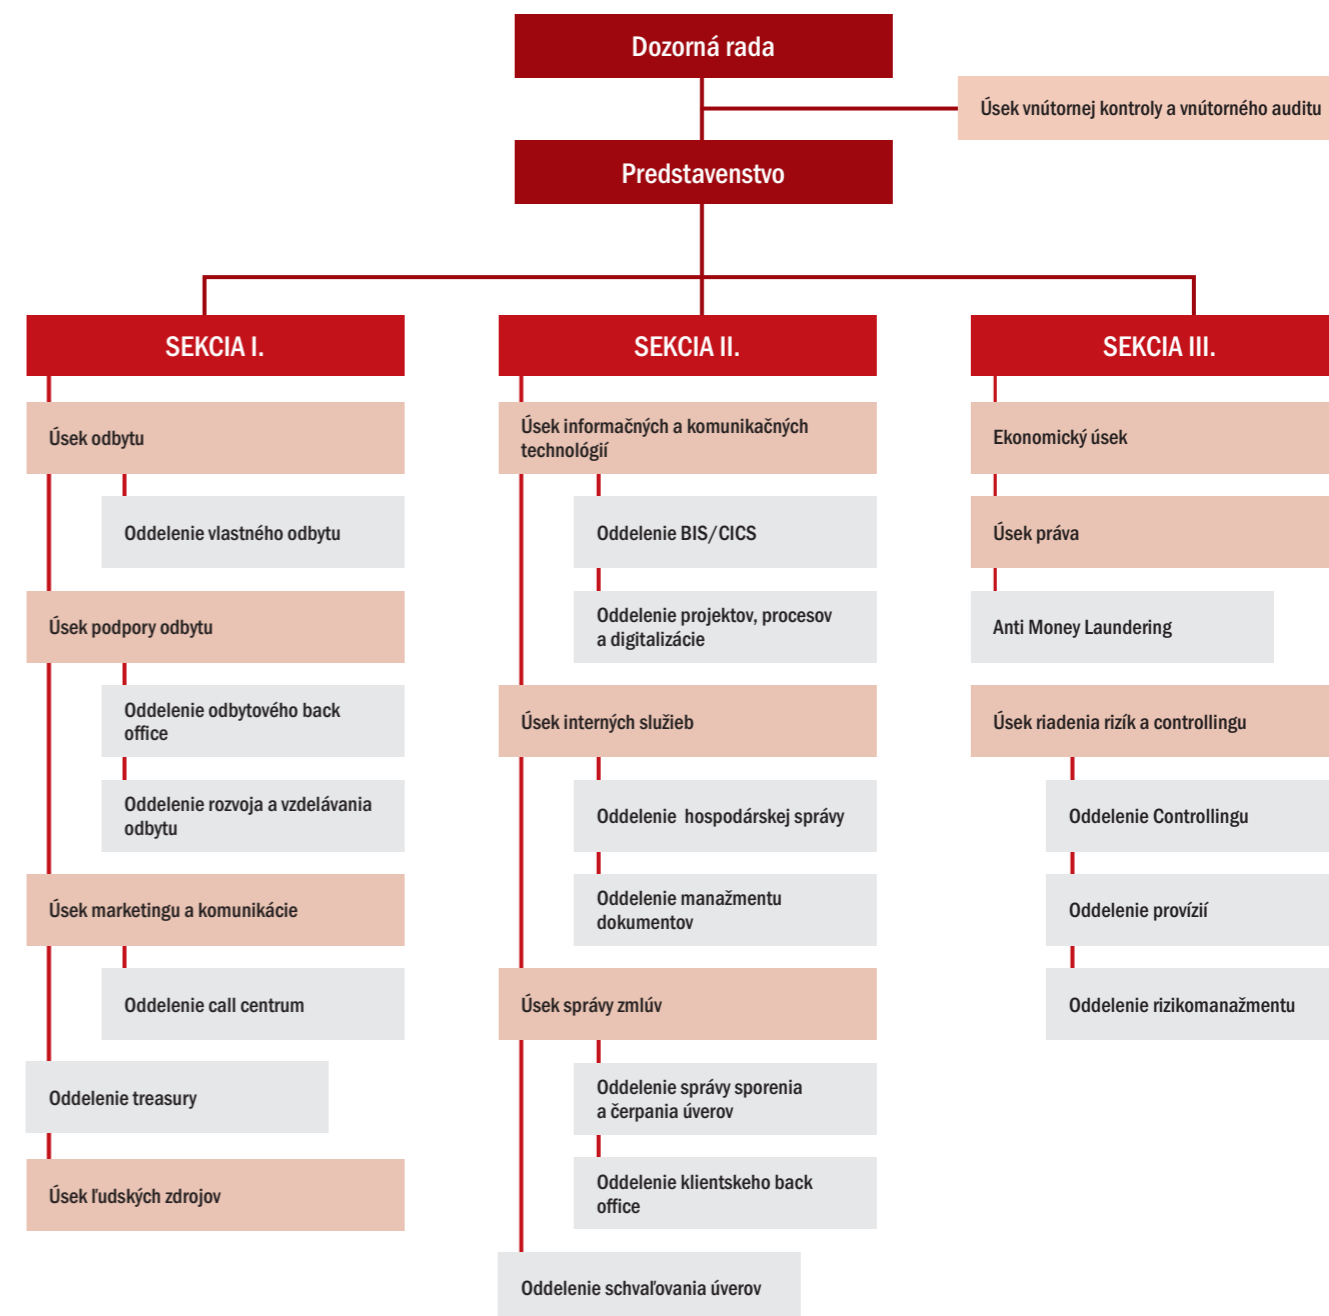 Dozorná rada
Úsek vnútornej kontroly a vnútorného auditu
Predstavenstvo
SEKCIA I.
Úsek odbytu
Oddelenie vlastného odbytu
Úsek podpory odbytu
Oddelenie odbytového back
office
Oddelenie rozvoja a vzdelávania
odbytu
Úsek marketingu a komunikácie
Oddelenie call centrum
Oddelenie treasury
Úsek ľudských zdrojov
SEKCIA II.
Úsek informačných a komunikačných
technológií
Oddelenie BIS/CICS
Oddelenie projektov, procesov
a digitalizácie
Úsek interných služieb
Oddelenie hospodárskej správy
Oddelenie manažmentu
dokumentov
Úsek správy zmlúv
Oddelenie správy sporenia
a čerpania úverov
Oddelenie klientskeho back
office
Oddelenie schvaľovania úverov
SEKCIA III.
Ekonomický úsek
Úsek práva
Anti Money Laundering
Úsek riadenia rizík a controllingu
Oddelenie Controllingu
Oddelenie provízií
Oddelenie rizikomanažmentu